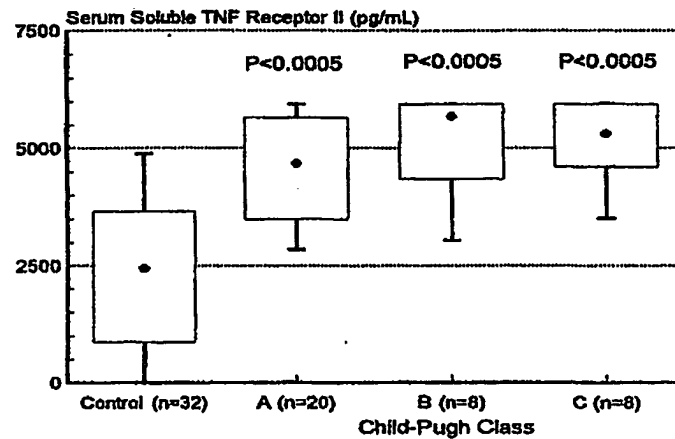 Serum Soluble TNF Receptor II (pg/mL)
7500
P<0.0005 P<0.0005 P<0.0005
5000
2500
0
Control (n=32) A (n=20) B (n=8) C (n=8)
Child-Pugh Class